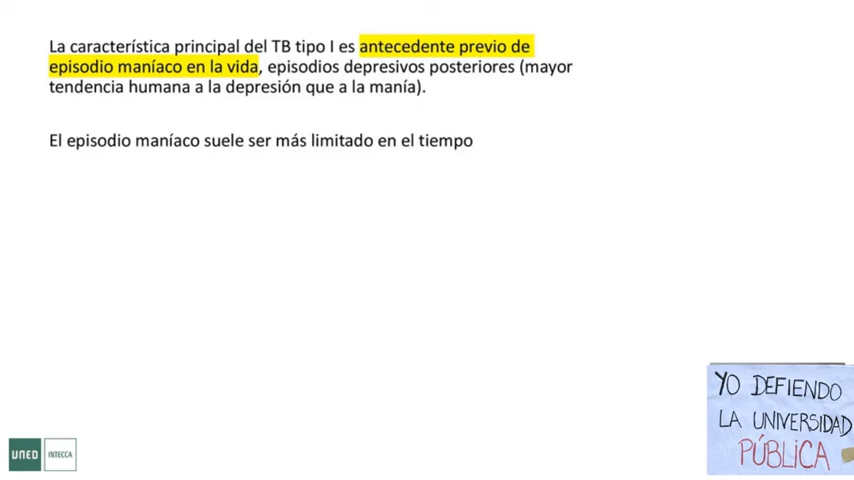 La característica principal del TB tipo I es antecedente previo de
episodio maníaco en la vida, episodios depresivos posteriores (mayor
tendencia humana a la depresión que a la manía).
El episodio maníaco suele ser más limitado en el tiempo
YO DEFIENDO
LA UNIVERSIDAD
PÚBLICA
UNED INTECCA